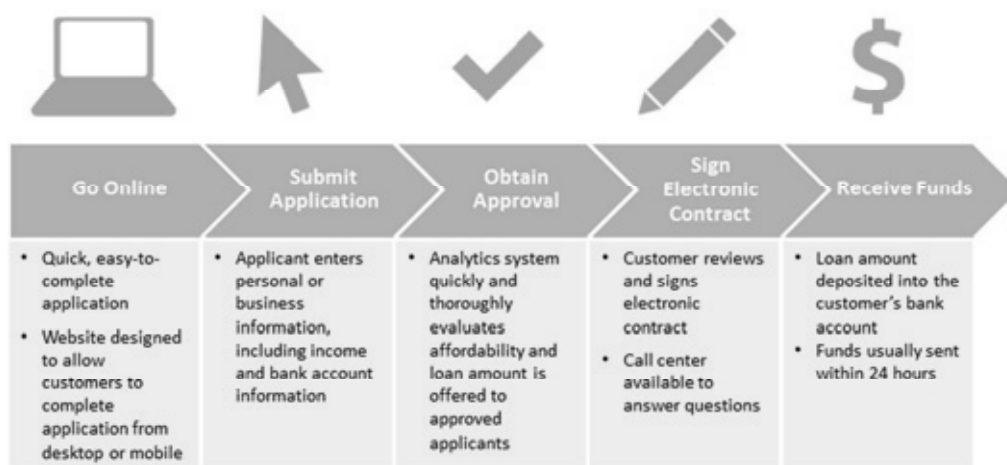 Go Online
Submit
Application
Obtain
Approval
Sign
Electronic
Contract
Receive Funds
• Quick, easy-to-
complete
application
• Website designed
to allow
customers to
complete
application from
desktop or mobile
• Applicant enters
personal or
business
information,
including income
and bank account
information
• Analytics system
quickly and
thoroughly
evaluates
affordability and
loan amount is
offered to
approved
applicants
• Customer reviews
and signs
electronic
contract
• Call center
available to
answer questions
• Loan amount
deposited into the
customer's bank
account
• Funds usually sent
within 24 hours